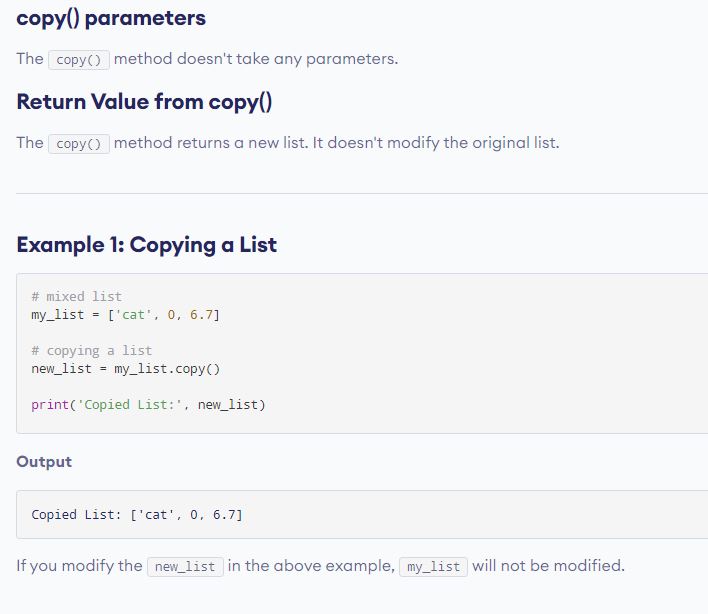 copy() parameters
The copy() method doesn't take any parameters.
Return Value from copy()
The copy() method returns a new list. It doesn't modify the original list.
Example 1: Copying a List
# mixed list
my_list = ['cat', 0, 6.7]
# copying a list
new_list = my_list.copy()
print('Copied List:', new_list)
Output
Copied List: ['cat', 0, 6.7]
If you modify the new_list in the above example, my_list will not be modified.